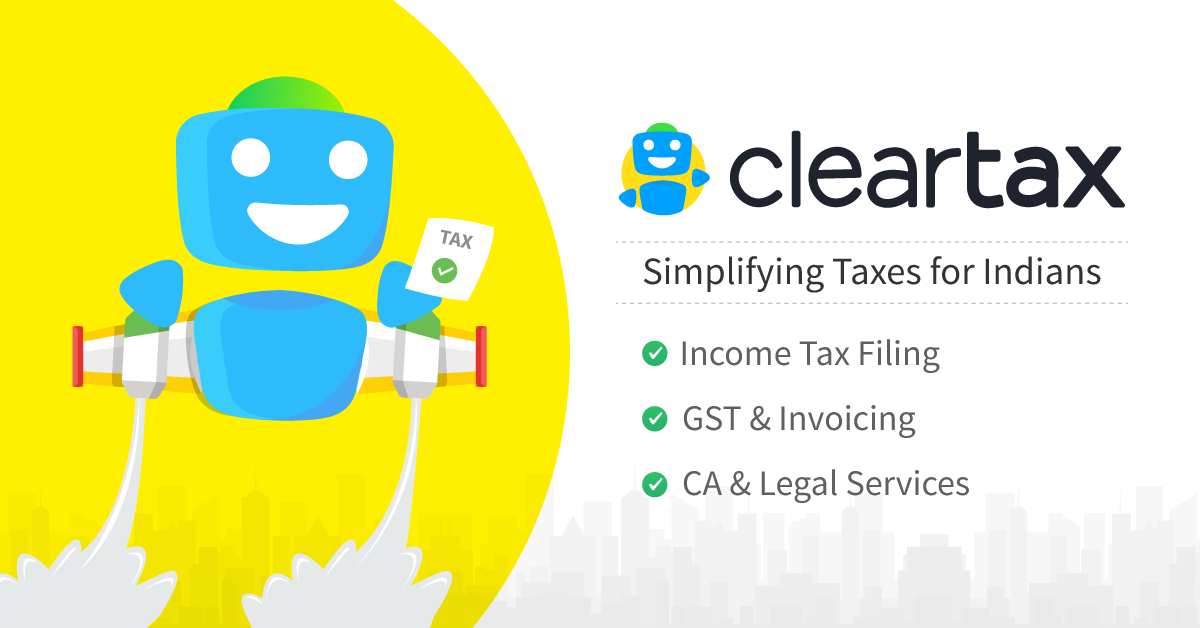 TAX
cleartax
Simplifying Taxes for Indians
Income Tax Filing
GST & Invoicing
CA & Legal Services